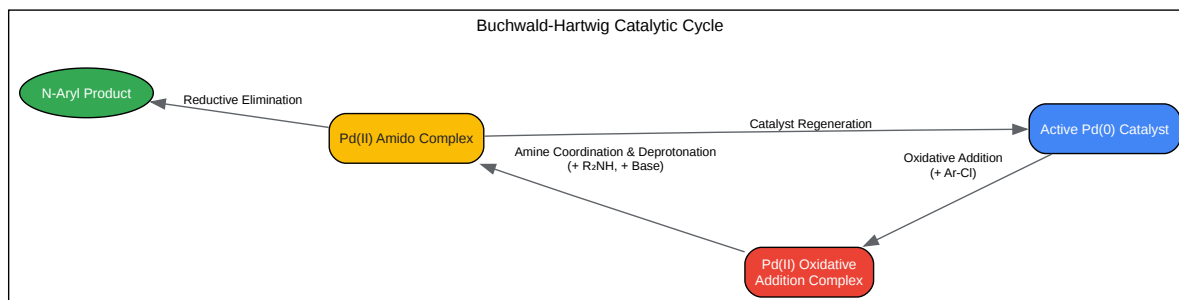 Buchwald-Hartwig Catalytic Cycle
N-Aryl Product
Reductive Elimination
Pd(II) Amido Complex
Catalyst Regeneration
Active Pd(0) Catalyst
Amine Coordination & Deprotonation
(+ R₂NH, + Base)
Oxidative Addition
(+ Ar-Cl)
Pd(II) Oxidative
Addition Complex